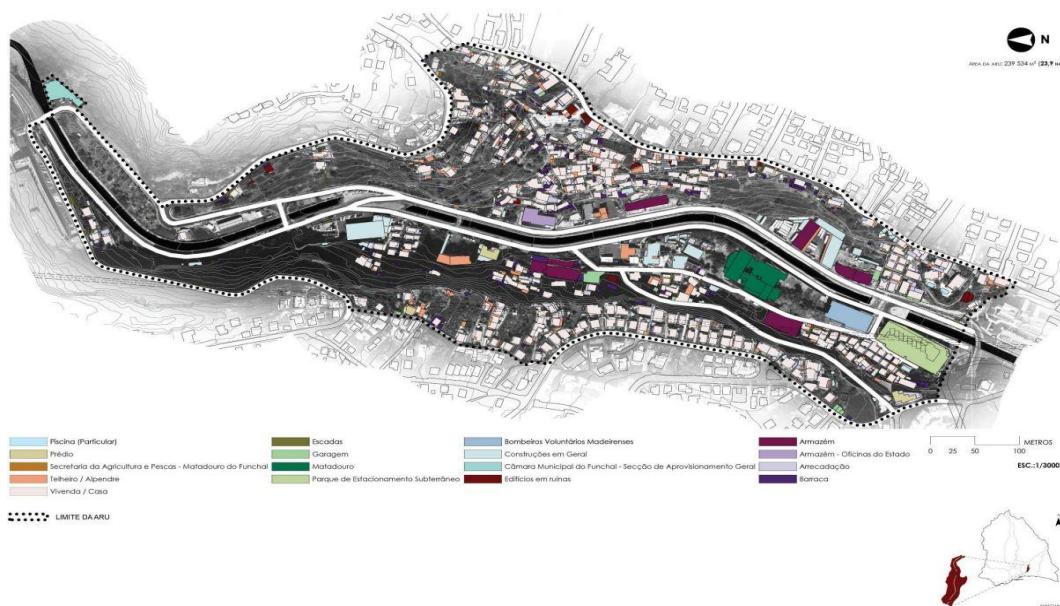 N
ÁREA DA ARU: 239 534 M² (23,9 HA)
Piscina (Particular)
Prédio
Secretaria da Agricultura e Pescas - Matadouro do Funchal
Telheiro / Alpendre
Vivenda / Casa
Escadas
Garagem
Matadouro
Parque de Estacionamento Subterrâneo
Bombeiros Voluntários Madeirenses
Construções em Geral
Câmara Municipal do Funchal - Secção de Aprovisionamento Geral
Edifícios em ruínas
Armazém
Armazém - Oficinas do Estado
Arrecadação
Barraca
METROS
0 25 50 100
ESC.:1/3000
LIMITE DA ARU